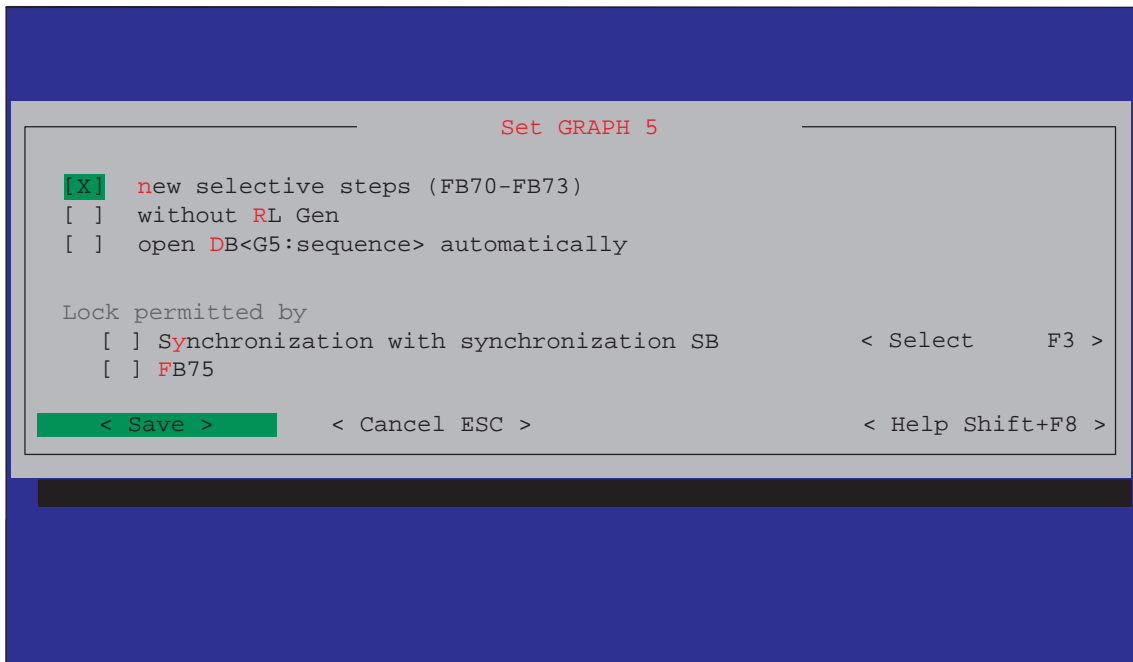 Set GRAPH 5
[X] new selective steps (FB70-FB73)
[ ] without RL Gen
[ ] open DB<G5:sequence> automatically
Lock permitted by
[ ] Synchronization with synchronization SB < Select F3 >
[ ] FB75
< Save > < Cancel ESC > < Help Shift+F8 >